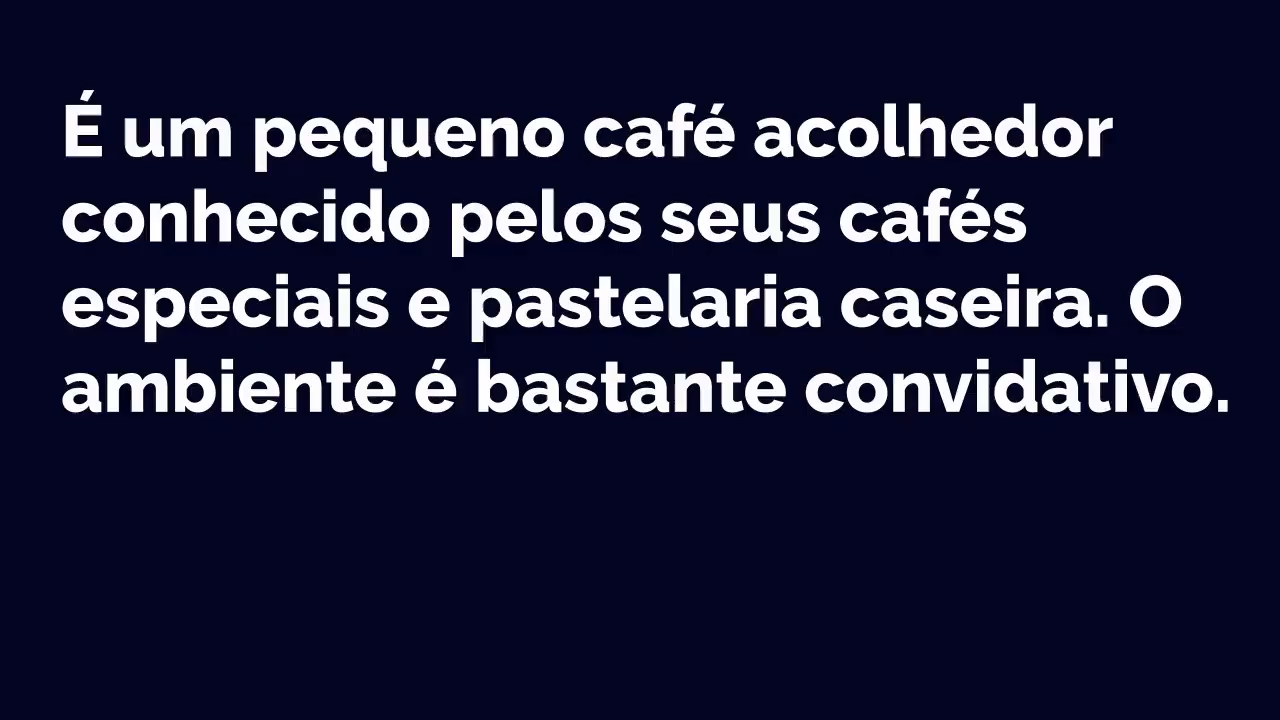 É um pequeno café acolhedor
conhecido pelos seus cafés
especiais e pastelaria caseira. O
ambiente é bastante convidativo.